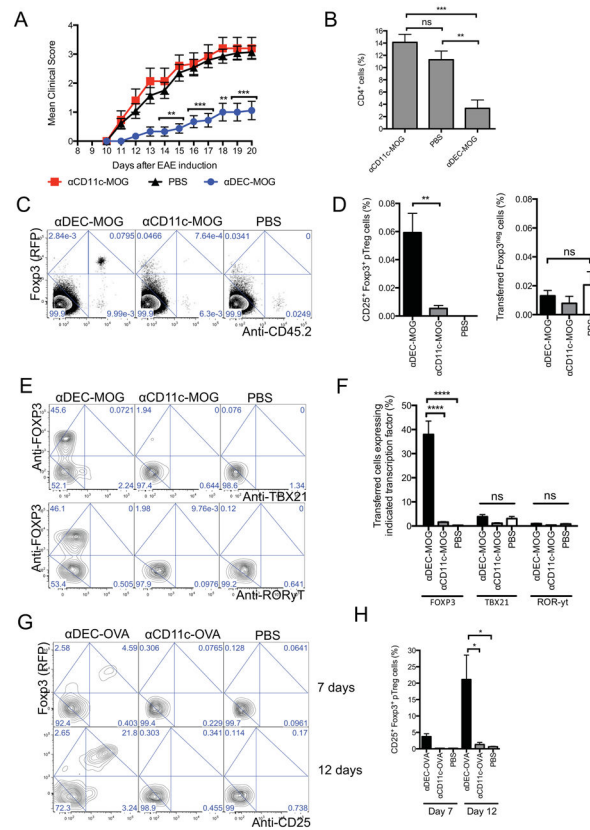 A
Mean Clinical Score
4
3
2
1
0
8 9 10 11 12 13 14 15 16 17 18 19 20
Days after EAE induction
** *** ** ***
αCD11c-MOG PBS αDEC-MOG
B
CD4⁺ cells (%)
16
14
12
10
8
6
4
2
0
***
ns
**
αCD11c-MOG
PBS
αDEC-MOG
C
αDEC-MOG αCD11c-MOG PBS
Foxp3 (RFP)
2.84e-3 0.0795 0.0466 7.64e-4 0.0341 0
99.9 9.99e-3 99.9 6.3e-3 99.9 0.0249
Anti-CD45.2
D
CD25⁺ Foxp3⁺ pTreg cells (%)
0.08
0.06
0.04
0.02
0.00
**
αDEC-MOG
αCD11c-MOG
PBS
Transferred Foxp3ⁿᵉᵍ cells (%)
0.06
0.04
0.02
0.00
ns
αDEC-MOG
αCD11c-MOG
E
αDEC-MOG αCD11c-MOG PBS
Anti-FOXP3
45.6 0.0721 1.94 0 0.076 0
52.1 2.24 97.4 0.644 98.6 1.34
Anti-TBX21
Anti-FOXP3
46.1 0 1.98 9.76e-3 0.12 0
53.4 0.505 97.9 0.0976 99.2 0.641
Anti-RORyT
F
Transferred cells expressing
indicated transcription factor (%)
50
40
30
20
10
0
****
****
ns ns
αDEC-MOG αCD11c-MOG PBS αDEC-MOG αCD11c-MOG PBS αDEC-MOG αCD11c-MOG PBS
FOXP3 TBX21 ROR-yt
G
αDEC-OVA αCD11c-OVA PBS
Foxp3 (RFP)
2.58 4.59 0.306 0.0765 0.128 0.0641
92.4 0.403 99.4 0.229 99.7 0.0961
7 days
2.65 21.8 0.303 0.341 0.114 0.17
72.3 3.24 98.9 0.455 99 0.738
12 days
Anti-CD25
H
CD25⁺ Foxp3⁺ pTreg cells (%)
30
20
10
0
*
*
αDEC-OVA αCD11c-OVA PBS αDEC-OVA αCD11c-OVA PBS
Day 7 Day 12